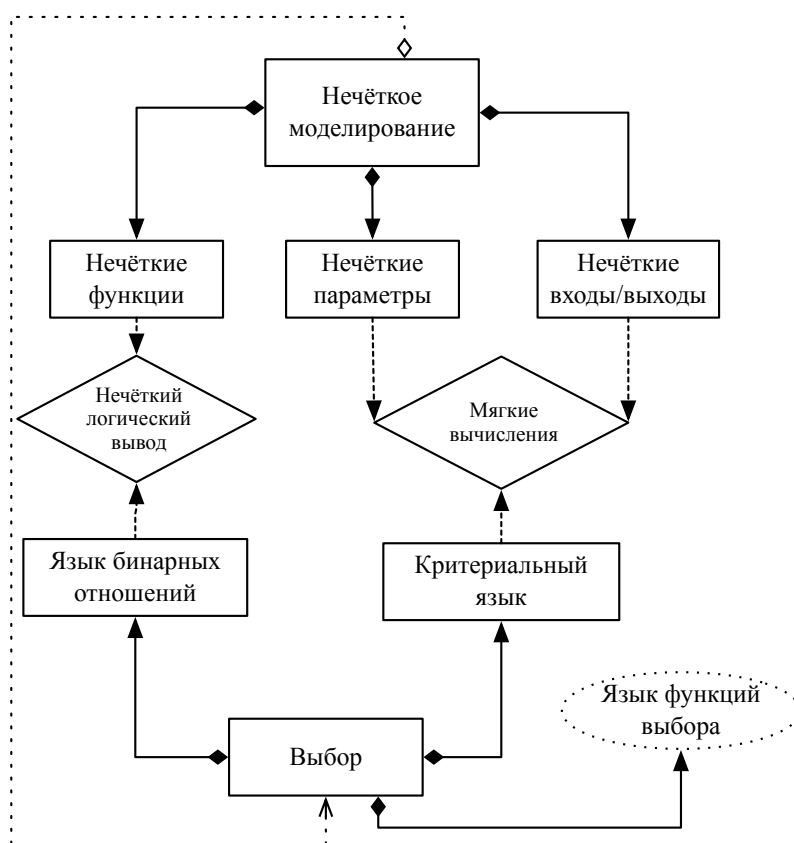 Нечёткое
моделирование
Нечёткие
функции
Нечёткие
параметры
Нечёткие
входы/выходы
Нечёткий
логический
вывод
Мягкие
вычисления
Язык бинарных
отношений
Критериальный
язык
Язык функций
выбора
Выбор